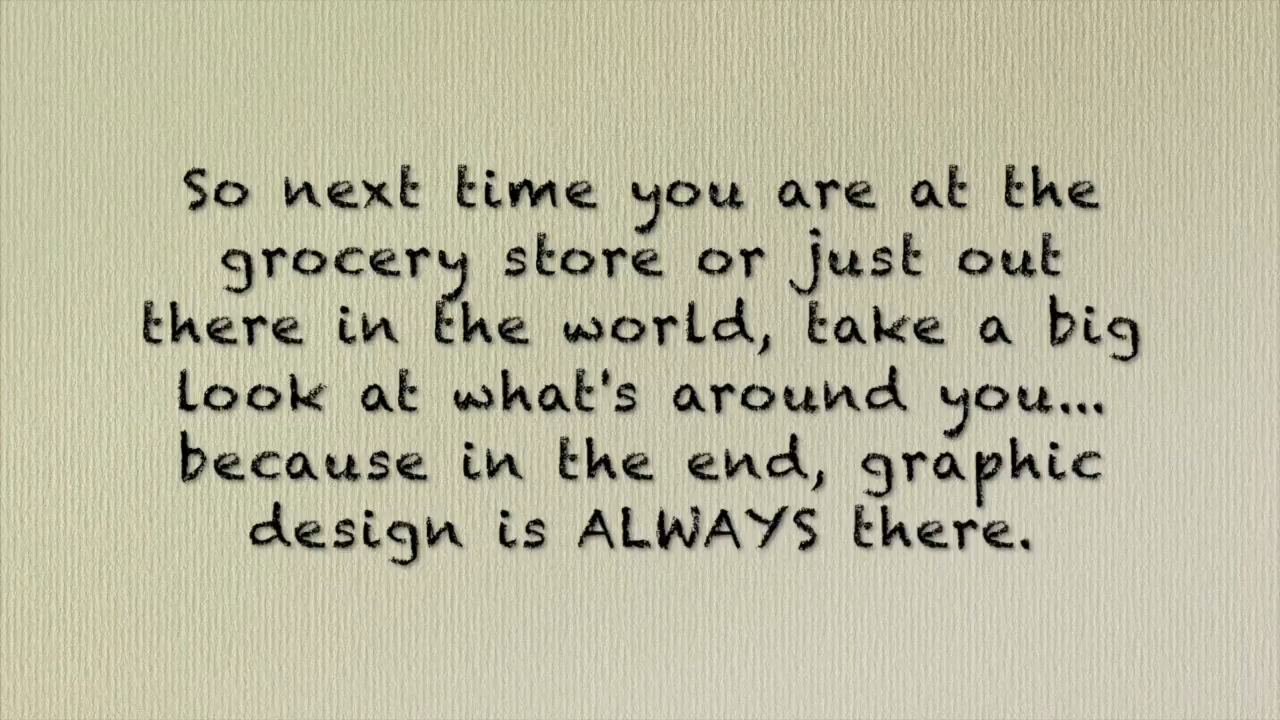 So next time you are at the
grocery store or just out
there in the world, take a big
look at what's around you...
because in the end, graphic
design is ALWAYS there.